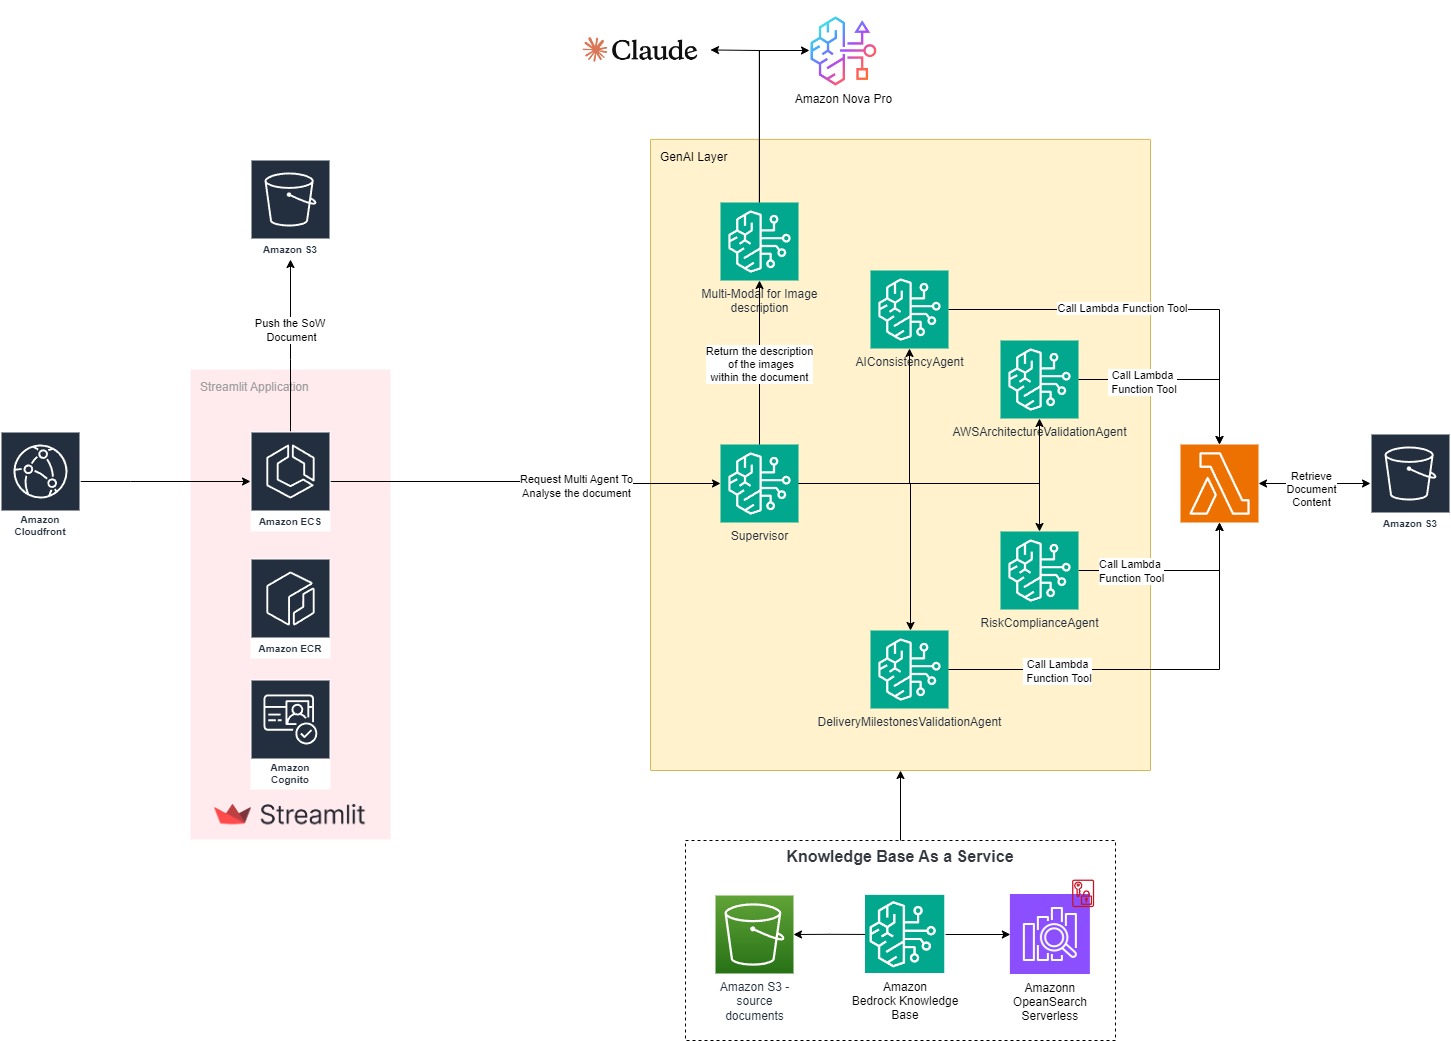 Claude
Amazon Nova Pro
GenAI Layer
Amazon S3
Push the SoW
Document
Multi-Modal for Image
description
Return the description
of the images
within the document
AIConsistencyAgent
Call Lambda Function Tool
AWSArchitectureValidationAgent
Call Lambda
Function Tool
Streamlit Application
Amazon
Cloudfront
Amazon ECS
Request Multi Agent To
Analyse the document
Supervisor
Retrieve
Document
Content
Amazon S3
Amazon ECR
RiskComplianceAgent
Call Lambda
Function Tool
DeliveryMilestonesValidationAgent
Call Lambda
Function Tool
Amazon
Cognito
Streamlit
Knowledge Base As a Service
Amazon S3 -
source
documents
Amazon
Bedrock Knowledge
Base
Amazonn
OpeanSearch
Serverless